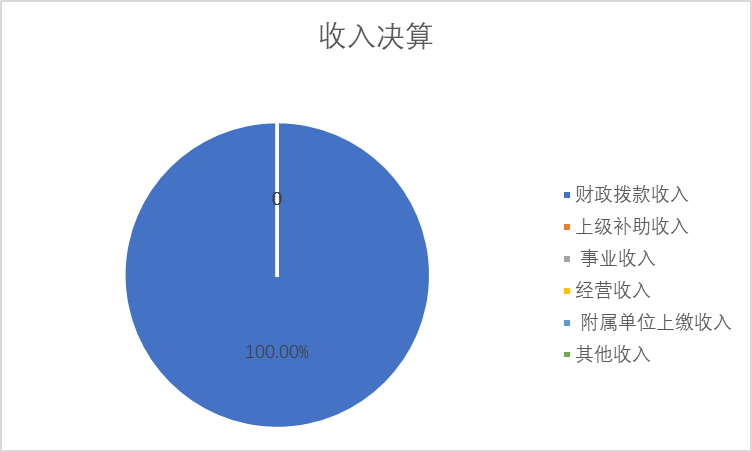 收入决算
0
100.00%
财政拨款收入
上级补助收入
事业收入
经营收入
附属单位上缴收入
其他收入